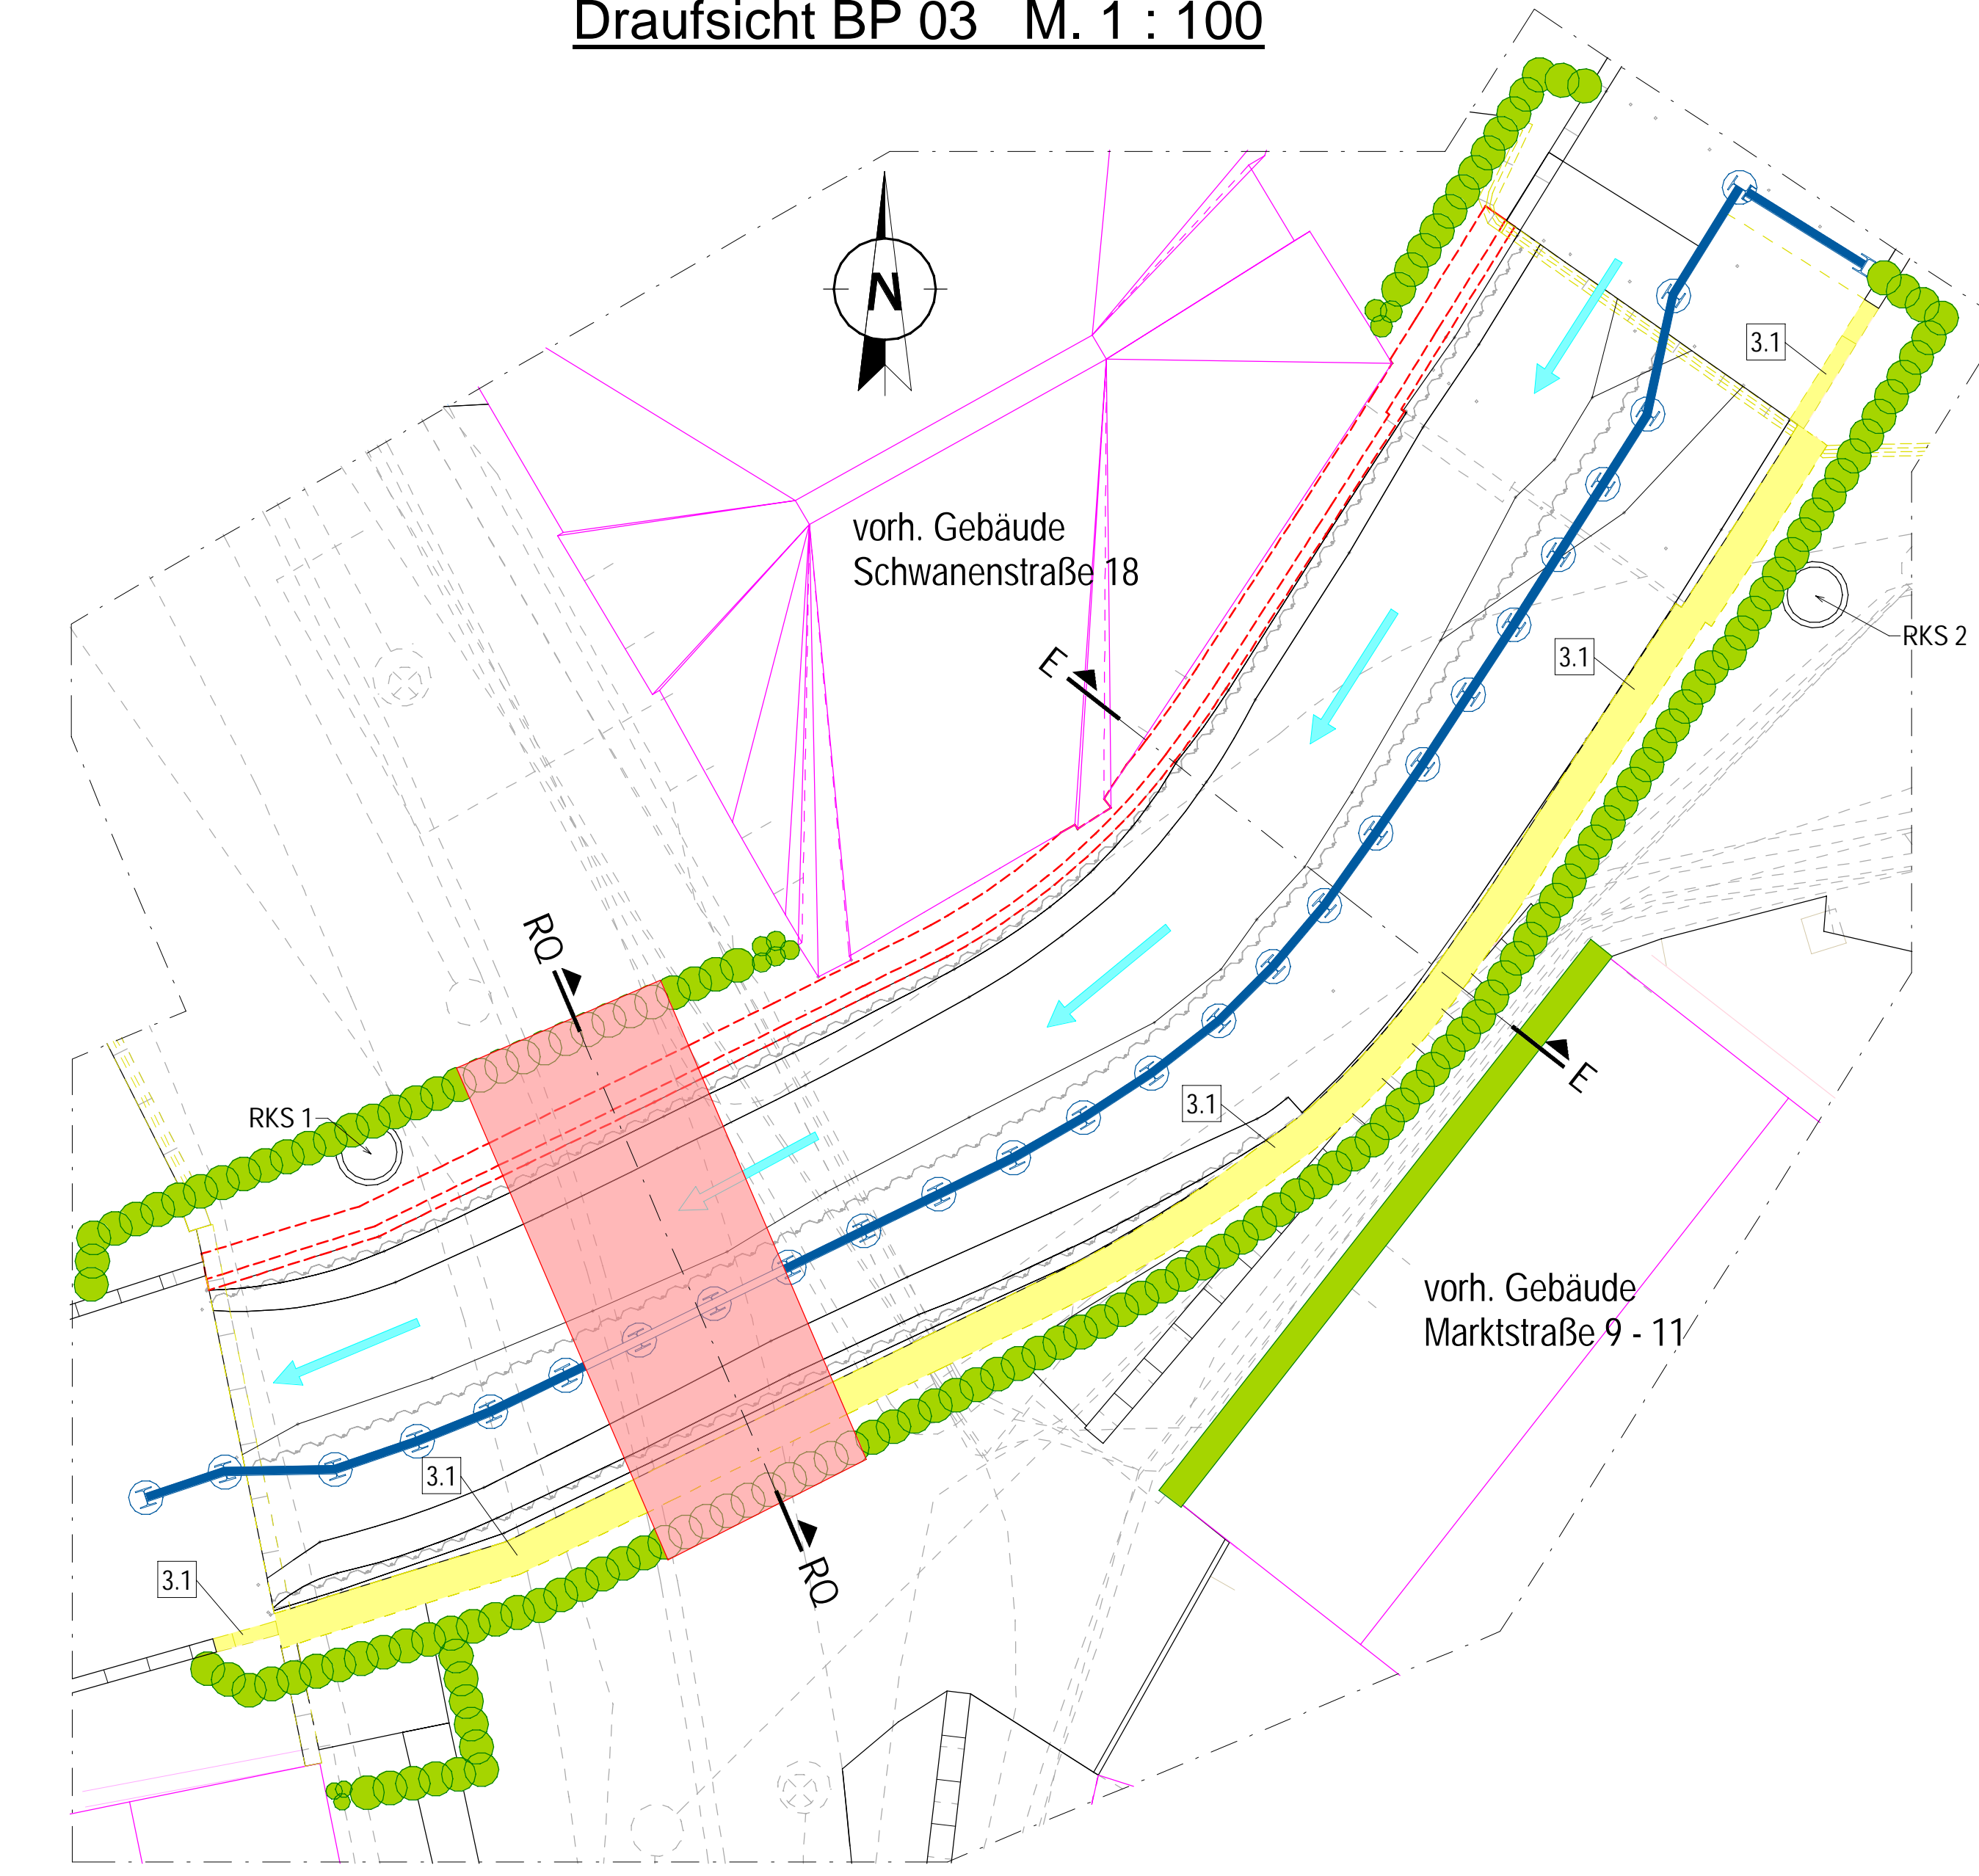 Draufsicht BP 03 M. 1 : 100
N
3.1
vorh. Gebäude
Schwanenstraße 18
RKS 2
3.1
E
RQ
E
3.1
RKS 1
vorh. Gebäude
Marktstraße 9 - 11
3.1
RQ
3.1